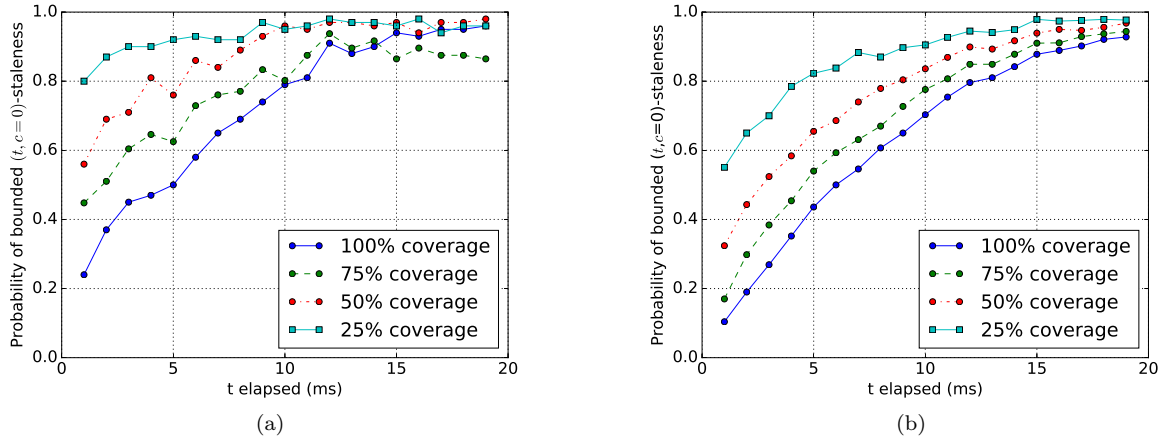 Probability of bounded (t, c = 0)-staleness
1.0
0.8
0.6
0.4
0.2
0.0
100% coverage
75% coverage
50% coverage
25% coverage
0 5 10 15 20
t elapsed (ms)
(a)
Probability of bounded (t,c=0)-staleness
1.0
0.8
0.6
0.4
0.2
0.0
100% coverage
75% coverage
50% coverage
25% coverage
0 5 10 15 20
t elapsed (ms)
(b)